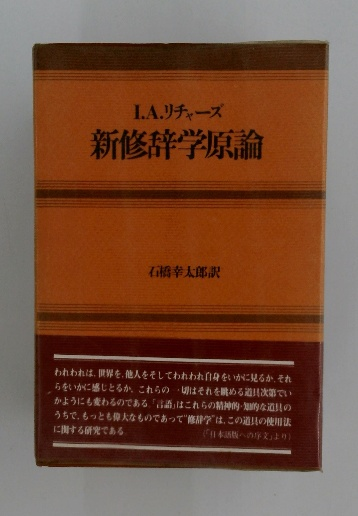 I.A.リチャーズ
新修辞学原論
石橋幸太郎訳
われわれは、世界を、他人をそしてわれわれ自身をいかに見るか、それ
らをいかに感じとるか、これらの一切はそれを眺める道具次第でい
かようにも変わるのである。「言語」はこれらの精神的・知的な道具の
うちで、もっとも偉大なものであって“修辞学”は、この道具の使用法
に関する研究である。
(「日本語版への序文」より)